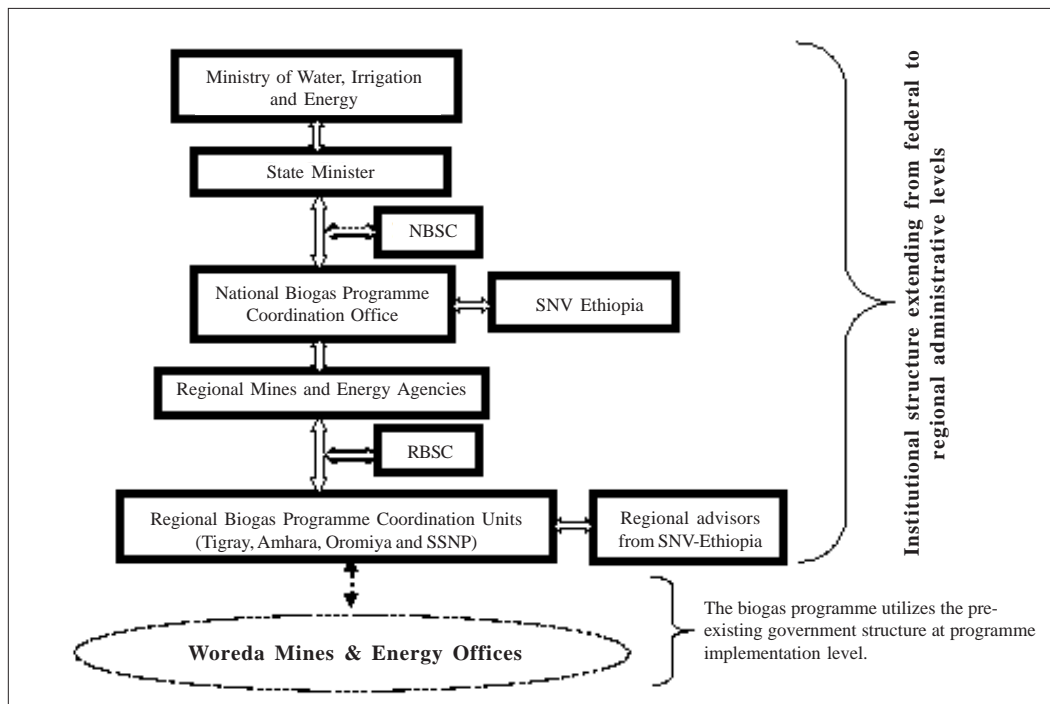 Ministry of Water, Irrigation
and Energy
State Minister
NBSC
National Biogas Programme
Coordination Office
SNV Ethiopia
Regional Mines and Energy Agencies
RBSC
Regional Biogas Programme Coordination Units
(Tigray, Amhara, Oromiya and SSNP)
Regional advisors
from SNV-Ethiopia
Woreda Mines & Energy Offices
Institutional structure extending from federal to
regional administrative levels
The biogas programme utilizes the pre-
existing government structure at programme
implementation level.